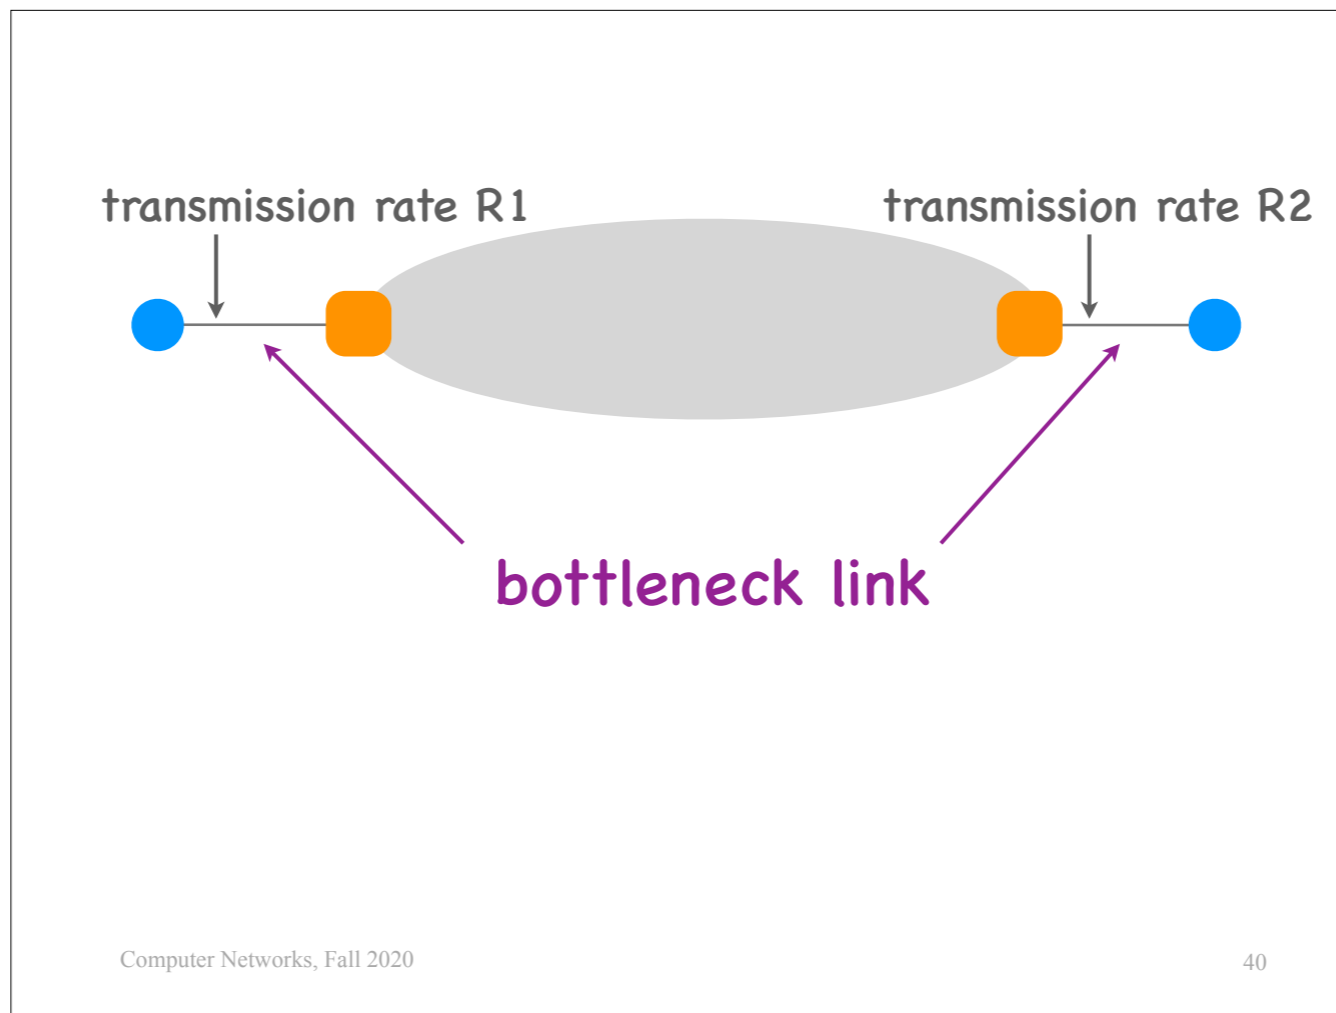 transmission rate R1
transmission rate R2
bottleneck link
Computer Networks, Fall 2020
40